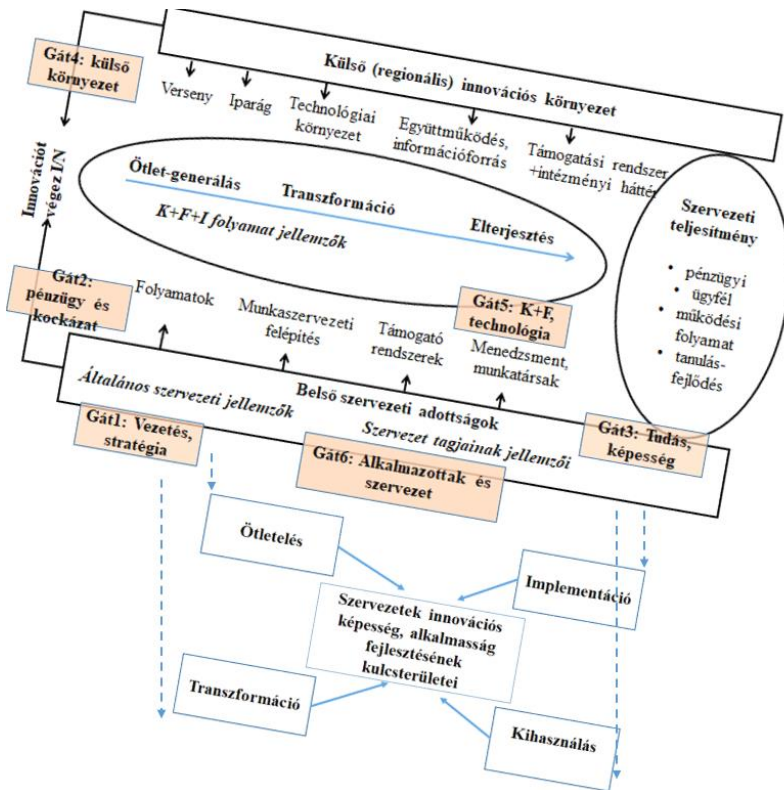 Gát4: külső
környezet
Külső (regionális) innovációs környezet
Verseny
Iparág
Technológiai
környezet
Együttműködés,
információforrás
Támogatási rendszer
+intézményi háttér
Innovációt
végez I/N
Ötlet-generálás
Transzformáció
Elterjesztés
K+F+I folyamat jellemzők
Szervezeti
teljesítmény
• pénzügyi
• ügyfél
• működési
folyamat
• tanulás-
fejlődés
Gát2:
pénzügy és
kockázat
Folyamatok
Munkaszervezeti
felépítés
Támogató
rendszerek
Gát5: K+F,
technológia
Menedzsment,
munkatársak
Általános szervezeti jellemzők
Belső szervezeti adottságok
Szervezet tagjainak jellemzői
Gát1: Vezetés,
stratégia
Gát6: Alkalmazottak és
szervezet
Gát3: Tudás,
képesség
Ötletelés
Implementáció
Szervezetek innovációs
képesség, alkalmasság
fejlesztésének
kulcsterületei
Transzformáció
Kihasználás